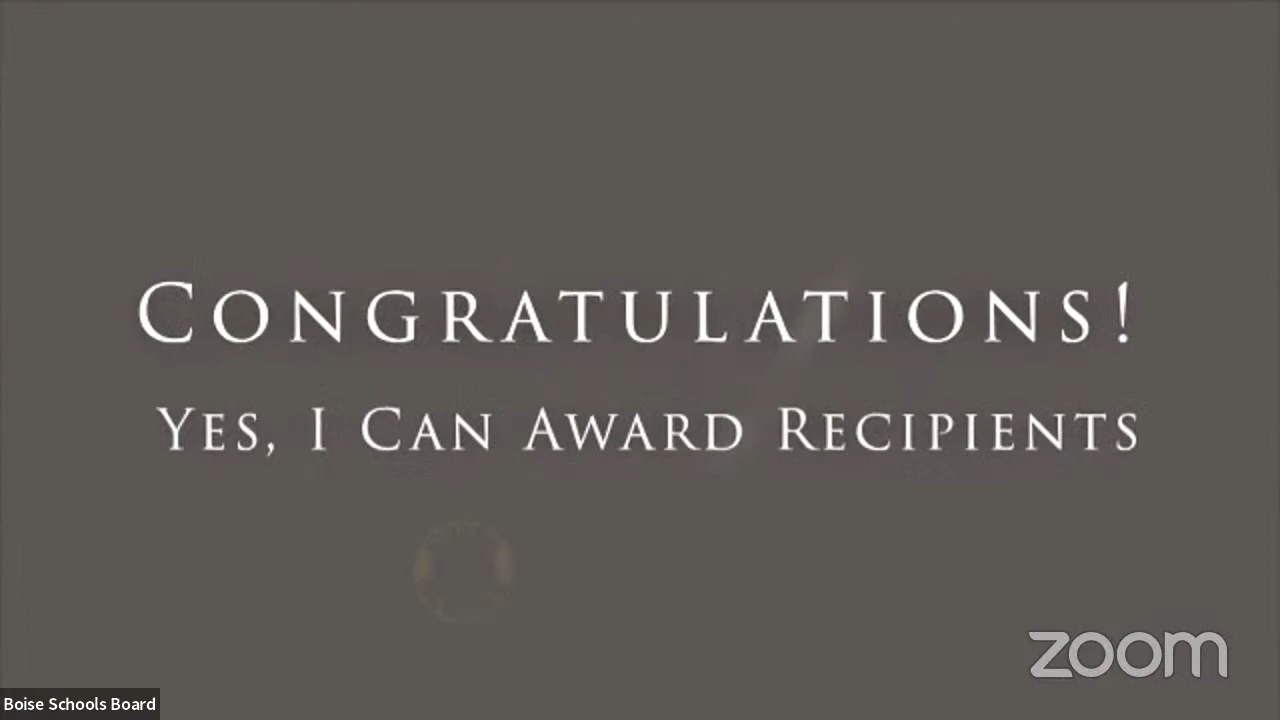 CONGRATULATIONS!
YES, I CAN AWARD RECIPIENTS
zoom
Boise Schools Board